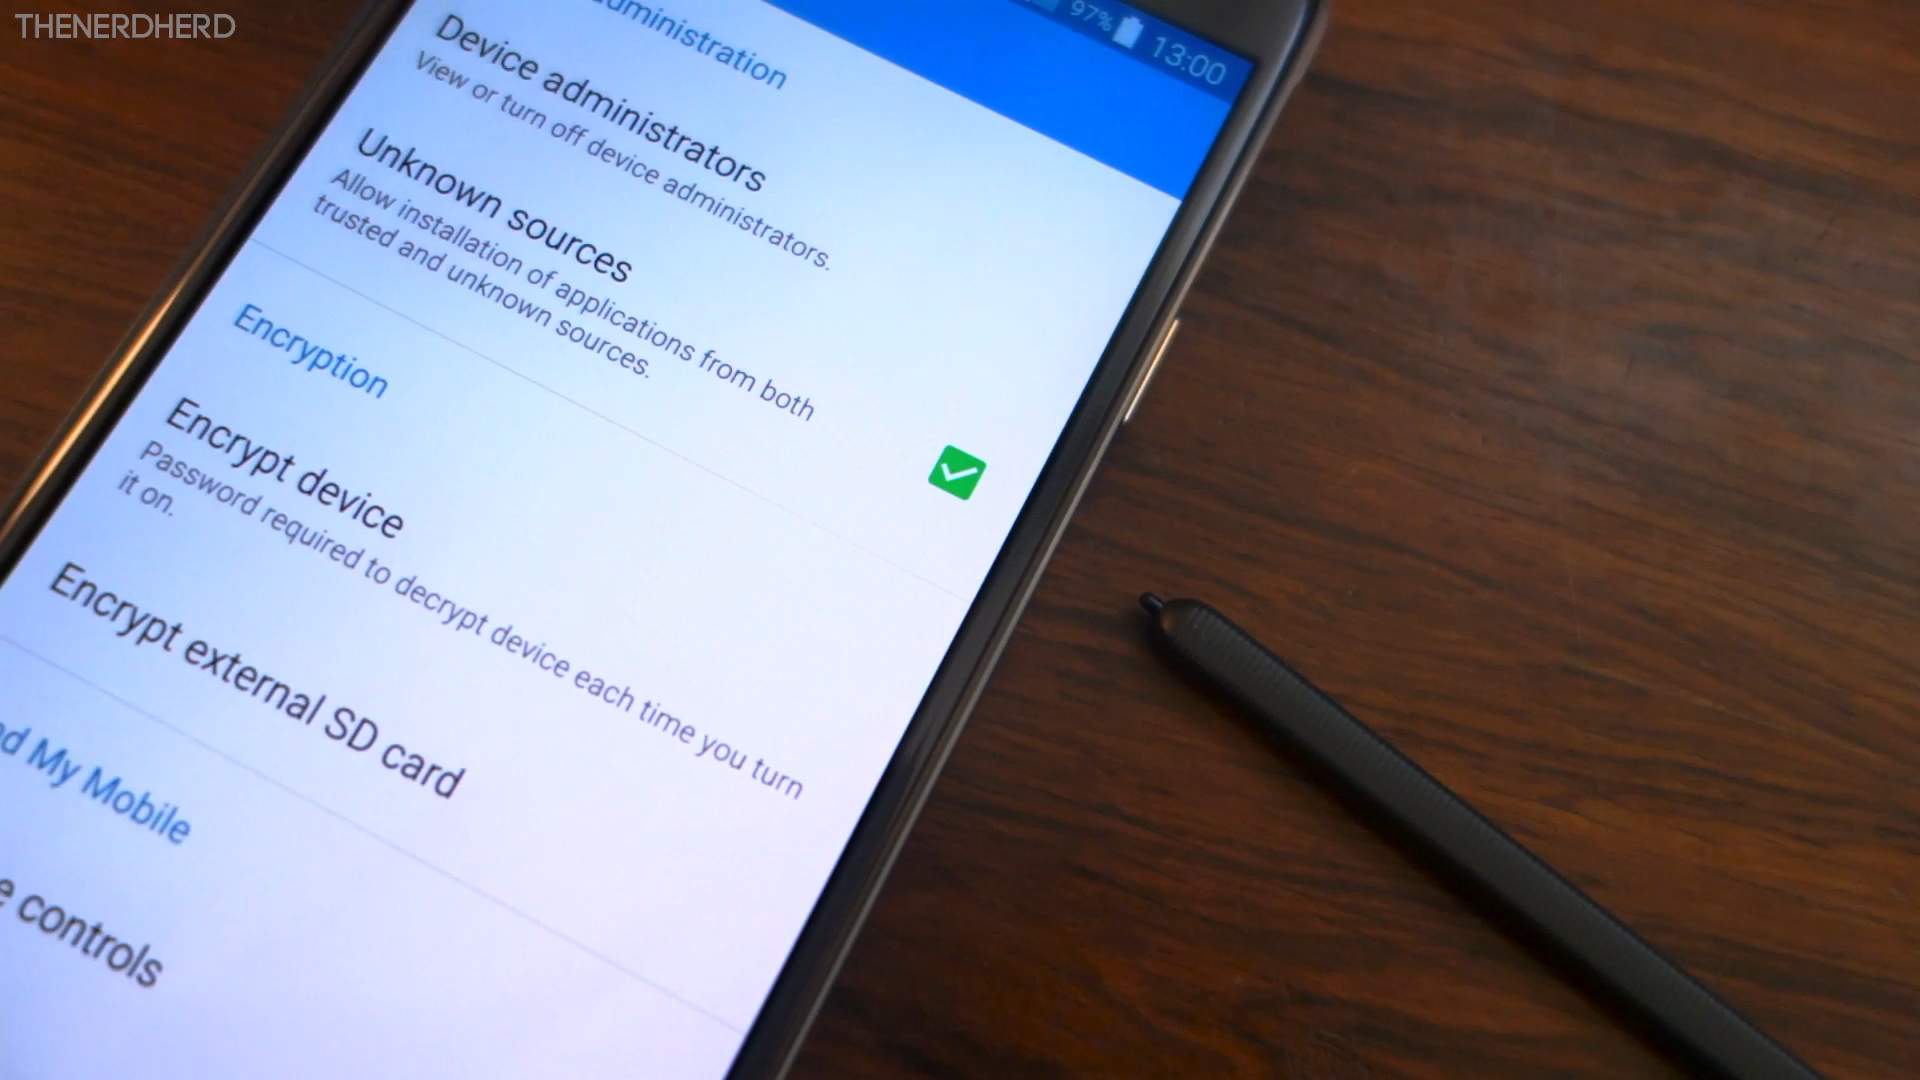 THENERDHERD
97%
13:00
Device administrators
View or turn off device administrators.
Unknown sources
Allow installation of applications from both
trusted and unknown sources.
Encryption
Encrypt device
Password required to decrypt device each time you turn
it on.
Encrypt external SD card
My Mobile
controls